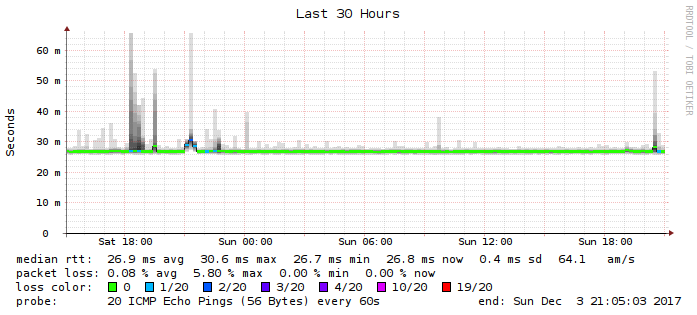 Last 30 Hours
RRDTOOL / TOBI OETIKER
Seconds
60 m
50 m
40 m
30 m
20 m
10 m
0
Sat 18:00 Sun 00:00 Sun 06:00 Sun 12:00 Sun 18:00
median rtt: 26.9 ms avg 30.6 ms max 26.7 ms min 26.8 ms now 0.4 ms sd 64.1 am/s
packet loss: 0.08 % avg 5.80 % max 0.00 % min 0.00 % now
loss color: 0 1/20 2/20 3/20 4/20 10/20 19/20
probe: 20 ICMP Echo Pings (56 Bytes) every 60s end: Sun Dec 3 21:05:03 2017